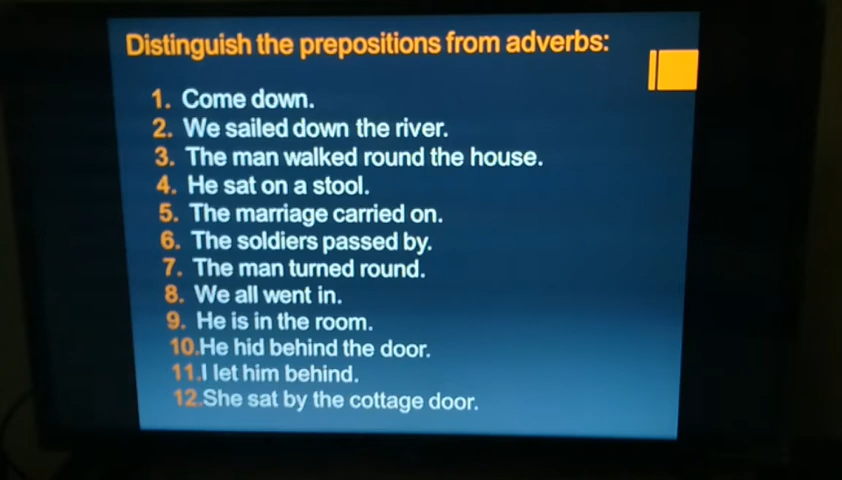 Distinguish the prepositions from adverbs:
1. Come down.
2. We sailed down the river.
3. The man walked round the house.
4. He sat on a stool.
5. The marriage carried on.
6. The soldiers passed by.
7. The man turned round.
8. We all went in.
9. He is in the room.
10.He hid behind the door.
11.I let him behind.
12.She sat by the cottage door.